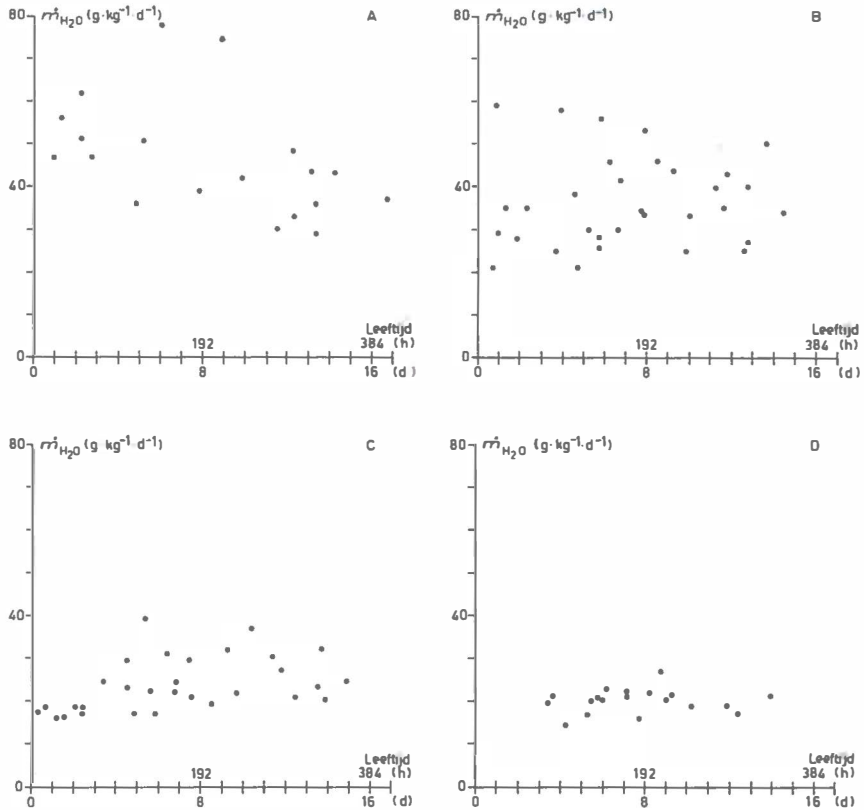 80 ṁH₂O (g·kg⁻¹·d⁻¹) A
40
Leeftijd
192 384 (h)
0
0 8 16 (d)
80 ṁH₂O (g·kg⁻¹·d⁻¹) B
40
Leeftijd
192 384 (h)
0
0 8 16 (d)
80 ṁH₂O (g·kg⁻¹·d⁻¹) C
40
Leeftijd
192 384 (h)
0
0 8 16 (d)
80 ṁH₂O (g·kg⁻¹·d⁻¹) D
40
Leeftijd
192 384 (h)
0
0 8 16 (d)